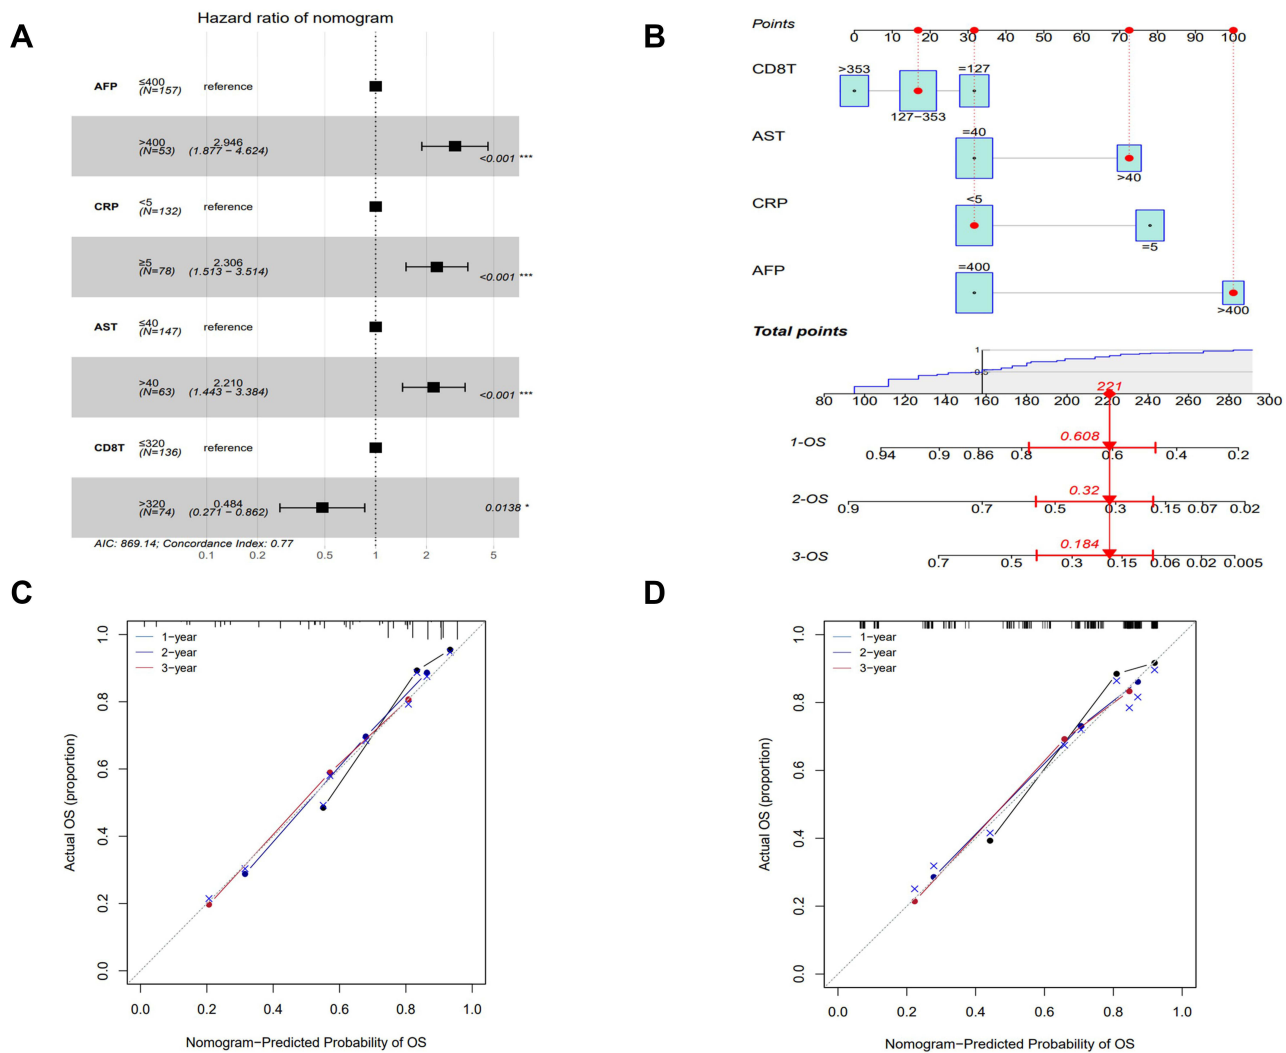 A
Hazard ratio of nomogram
AFP ≤400 (N=157) reference
>400 (N=53) 2.946 (1.877 − 4.624) <0.001 ***
CRP <5 (N=132) reference
≥5 (N=78) 2.306 (1.513 − 3.514) <0.001 ***
AST ≤40 (N=147) reference
>40 (N=63) 2.210 (1.443 − 3.384) <0.001 ***
CD8T ≤320 (N=136) reference
>320 (N=74) 0.484 (0.271 − 0.862) 0.0138 *
AIC: 869.14; Concordance Index: 0.77
0.1 0.2 0.5 1 2 5
B
Points
0 10 20 30 40 50 60 70 80 90 100
CD8T >353 127−353 =127
AST =40 >40
CRP <5 =5
AFP =400 >400
Total points
1
0.5
221
80 100 120 140 160 180 200 220 240 260 280 300
1-OS 0.608
0.94 0.9 0.86 0.8 0.6 0.4 0.2
2-OS 0.32
0.9 0.7 0.5 0.3 0.15 0.07 0.02
3-OS 0.184
0.7 0.5 0.3 0.15 0.06 0.02 0.005
C
1-year
2-year
3-year
Actual OS (proportion)
0.0 0.2 0.4 0.6 0.8 1.0
0.0 0.2 0.4 0.6 0.8 1.0
Nomogram−Predicted Probability of OS
D
1-year
2-year
3-year
Actual OS (proportion)
0.0 0.2 0.4 0.6 0.8 1.0
0.0 0.2 0.4 0.6 0.8 1.0
Nomogram−Predicted Probability of OS